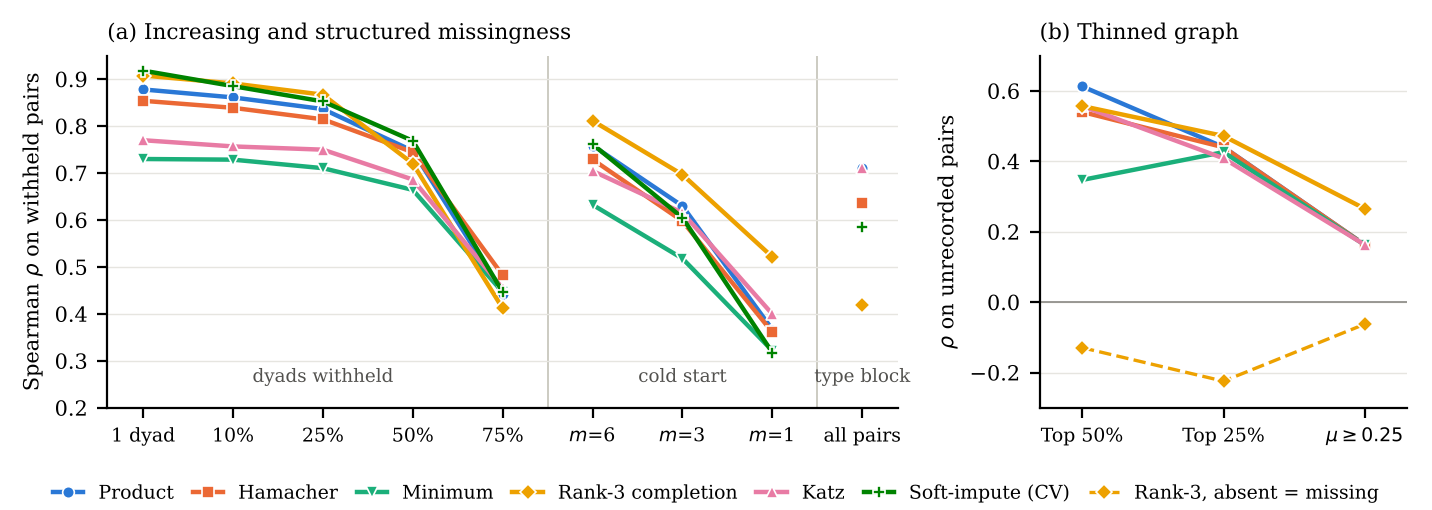 (a) Increasing and structured missingness
Spearman ρ on withheld pairs
0.9
0.8
0.7
0.6
0.5
0.4
0.3
0.2
dyads withheld
cold start
type block
1 dyad 10% 25% 50% 75% m=6 m=3 m=1 all pairs
(b) Thinned graph
ρ on unrecorded pairs
0.6
0.4
0.2
0.0
−0.2
Top 50% Top 25% μ ≥ 0.25
Product Hamacher Minimum Rank-3 completion Katz Soft-impute (CV) Rank-3, absent = missing